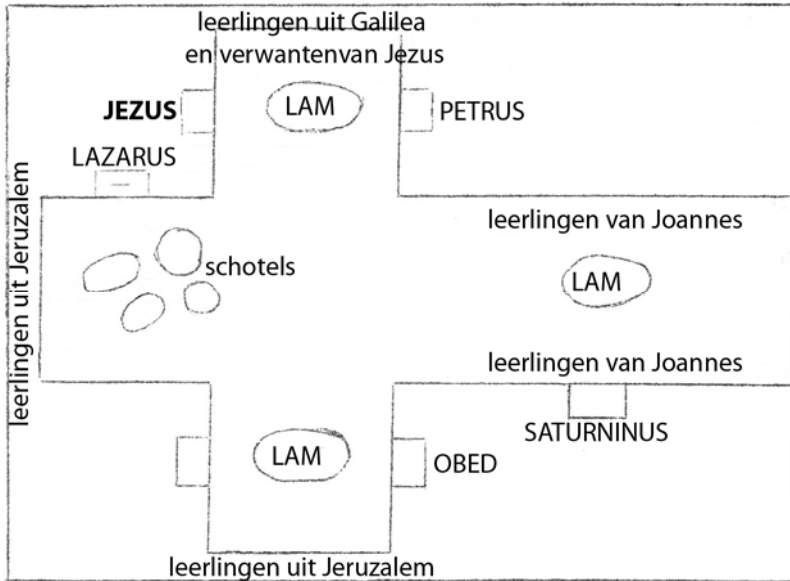 leerlingen uit Galilea
en verwantenvan Jezus
JEZUS
LAM
PETRUS
LAZARUS
leerlingen uit Jeruzalem
leerlingen van Joannes
schotels
LAM
leerlingen van Joannes
SATURNINUS
LAM
OBED
leerlingen uit Jeruzalem